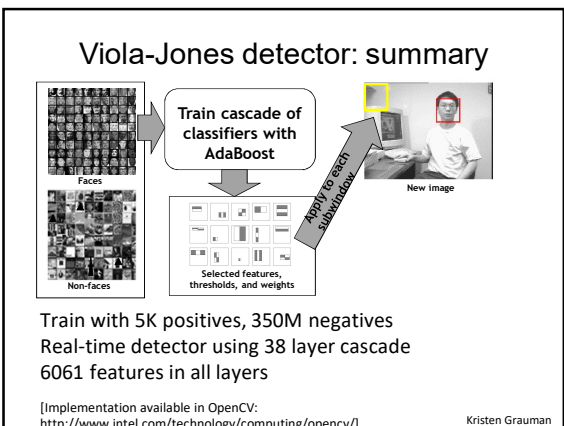 Viola-Jones detector: summary
Train cascade of
classifiers with
AdaBoost
Faces
Non-faces
Selected features,
thresholds, and weights
Apply to each
subwindow
New image
Train with 5K positives, 350M negatives
Real-time detector using 38 layer cascade
6061 features in all layers
[Implementation available in OpenCV:
http://www.intel.com/technology/computing/opencv/]
Kristen Grauman